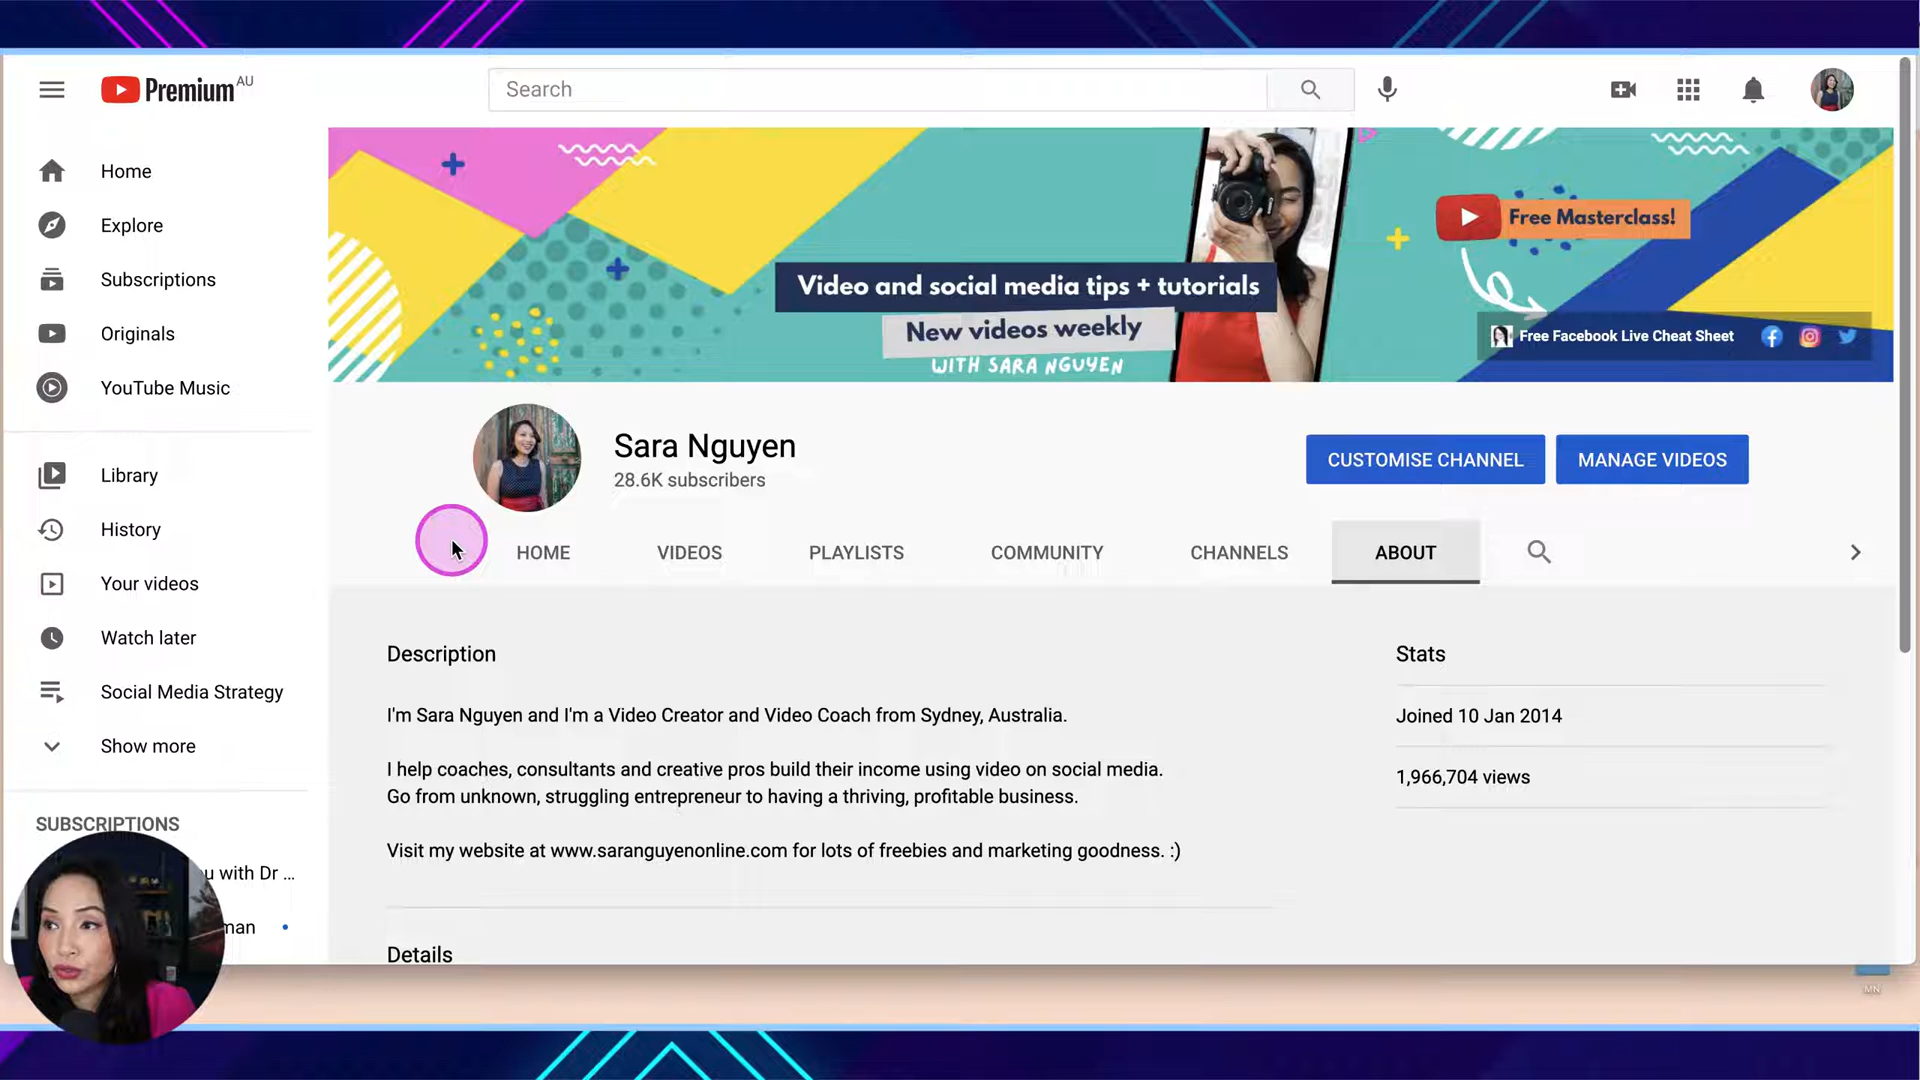 Premium AU
Search
Home
Explore
Subscriptions
Originals
YouTube Music
Library
History
Your videos
Watch later
Social Media Strategy
Show more
SUBSCRIPTIONS
u with Dr ...
man
Video and social media tips + tutorials
New videos weekly
WITH SARA NGUYEN
Free Masterclass!
Free Facebook Live Cheat Sheet
Sara Nguyen
28.6K subscribers
CUSTOMISE CHANNEL
MANAGE VIDEOS
HOME
VIDEOS
PLAYLISTS
COMMUNITY
CHANNELS
ABOUT
Description
I'm Sara Nguyen and I'm a Video Creator and Video Coach from Sydney, Australia.
I help coaches, consultants and creative pros build their income using video on social media.
Go from unknown, struggling entrepreneur to having a thriving, profitable business.
Visit my website at www.saranguyenonline.com for lots of freebies and marketing goodness. :)
Details
Stats
Joined 10 Jan 2014
1,966,704 views
MN